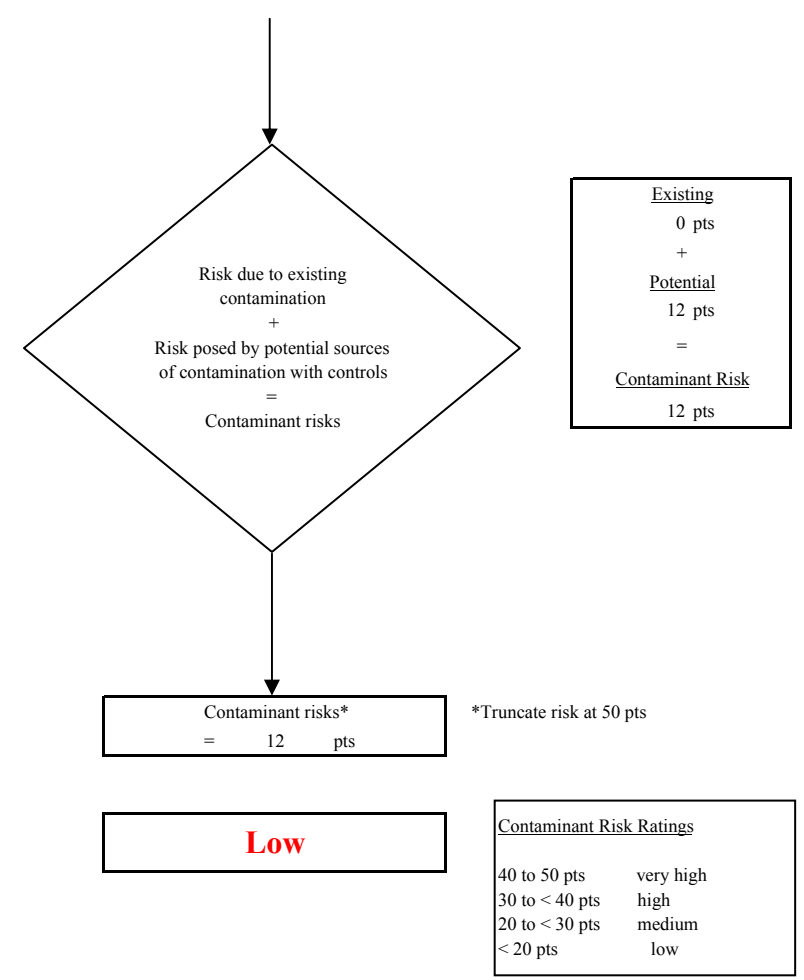 Risk due to existing
contamination
+
Risk posed by potential sources
of contamination with controls
=
Contaminant risks
Existing
0 pts
+
Potential
12 pts
=
Contaminant Risk
12 pts
Contaminant risks*
= 12 pts
*Truncate risk at 50 pts
Low
Contaminant Risk Ratings
40 to 50 pts very high
30 to < 40 pts high
20 to < 30 pts medium
< 20 pts low